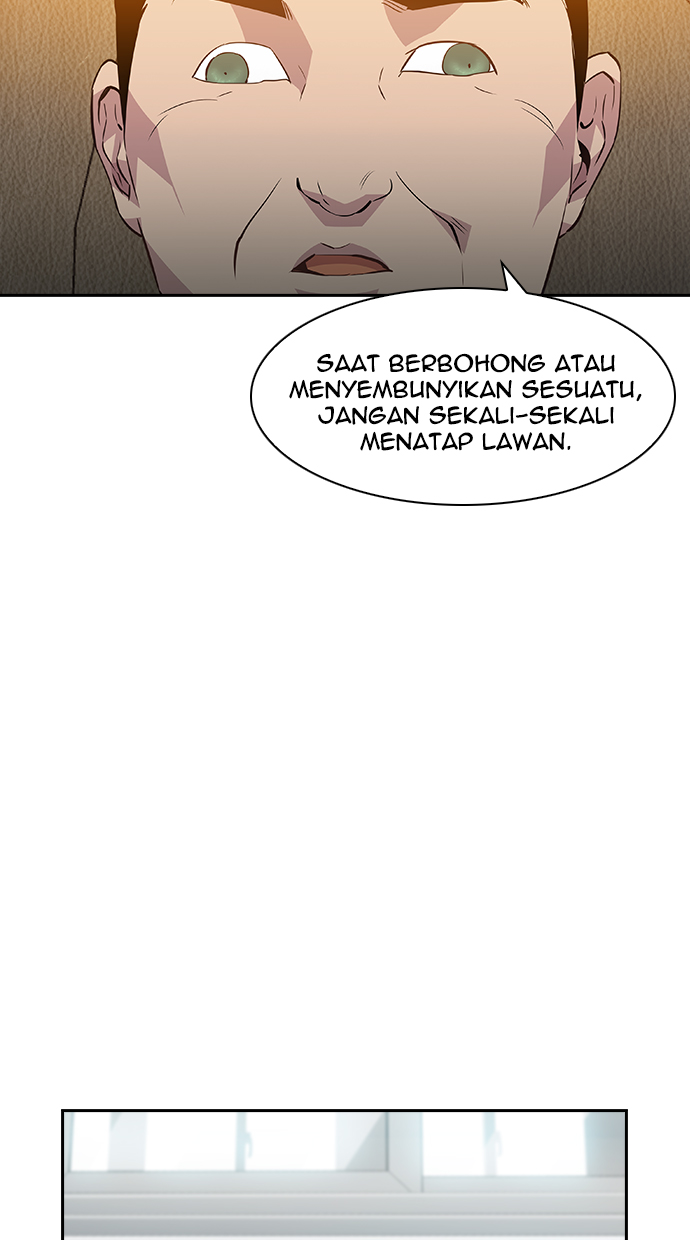 SAAT BERBOHONG ATAU
MENYEMBUNYIKAN SESUATU,
JANGAN SEKALI-SEKALI
MENATAP LAWAN.